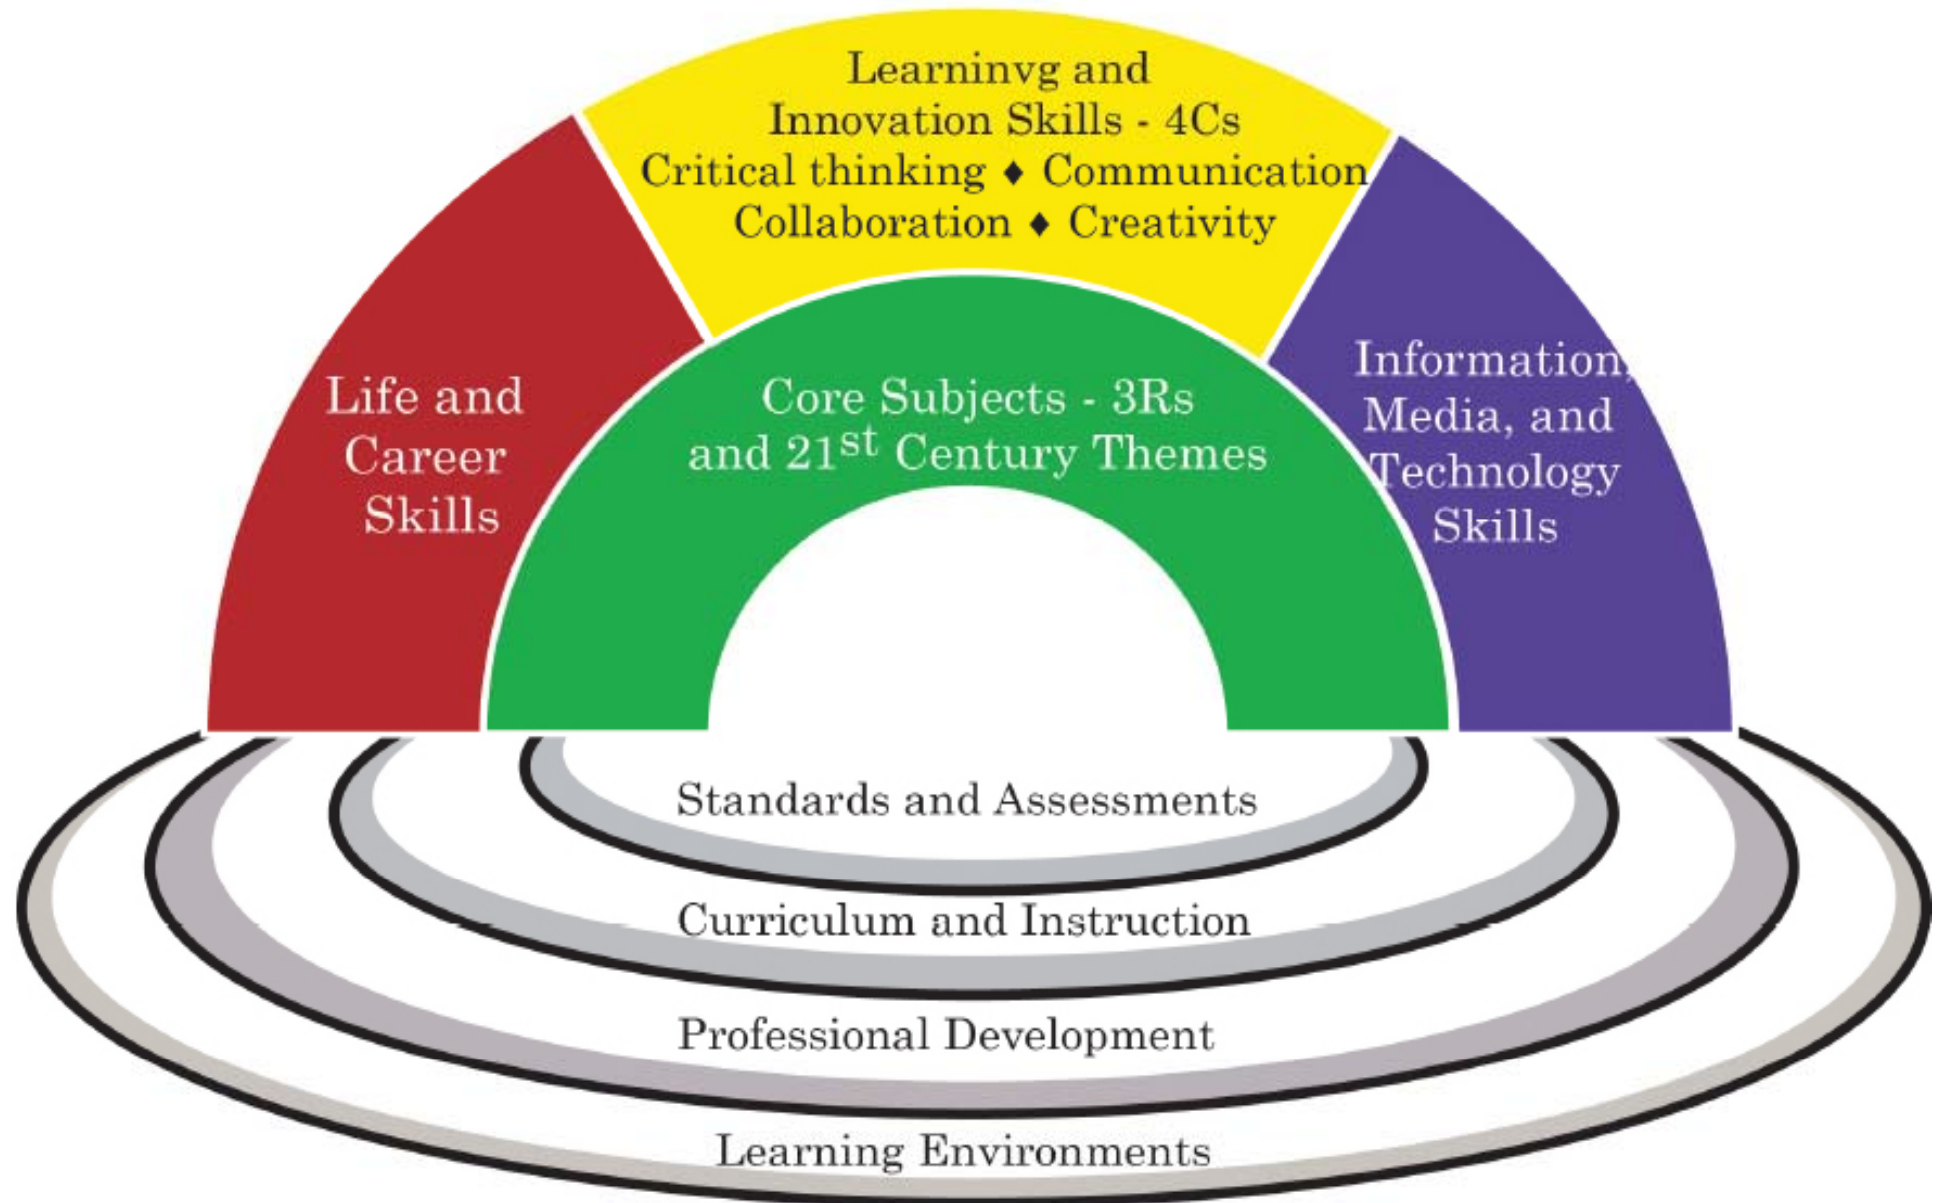 Learninvg and
Innovation Skills - 4Cs
Critical thinking ♦ Communication
Collaboration ♦ Creativity
Life and
Career
Skills
Core Subjects - 3Rs
and 21st Century Themes
Information,
Media, and
Technology
Skills
Standards and Assessments
Curriculum and Instruction
Professional Development
Learning Environments